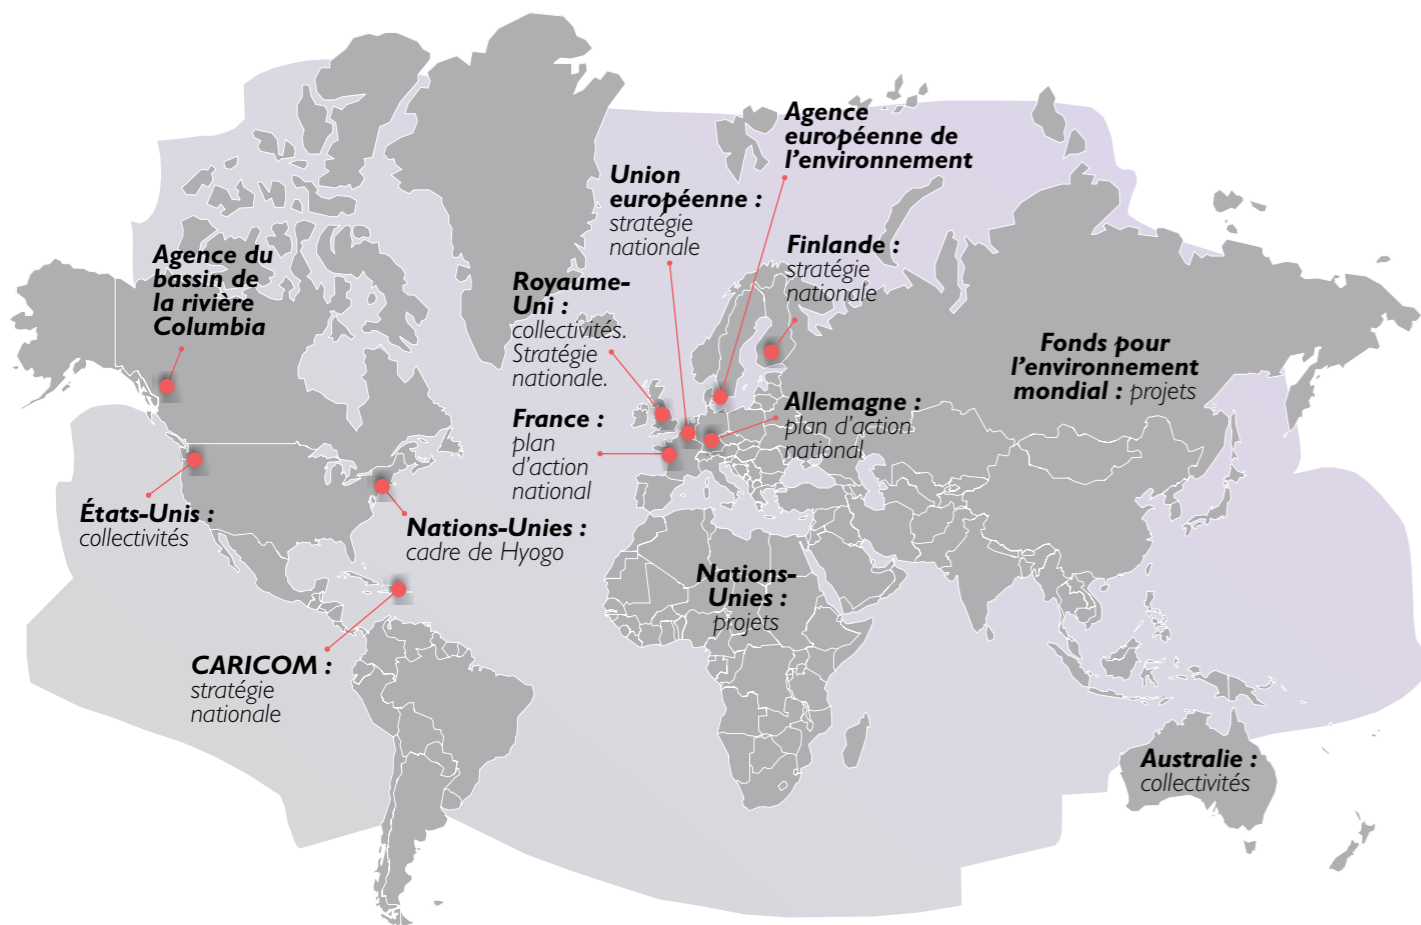 Agence
européenne de
l’environnement
Union
européenne :
stratégie
nationale
Finlande :
stratégie
nationale
Agence du
bassin de
la rivière
Columbia
Royaume-
Uni :
collectivités.
Stratégie
nationale.
Fonds pour
l’environnement
mondial : projets
France :
plan
d’action
national
Allemagne :
plan d’action
national
États-Unis :
collectivités
Nations-Unies :
cadre de Hyogo
Nations-
Unies :
projets
CARICOM :
stratégie
nationale
Australie :
collectivités